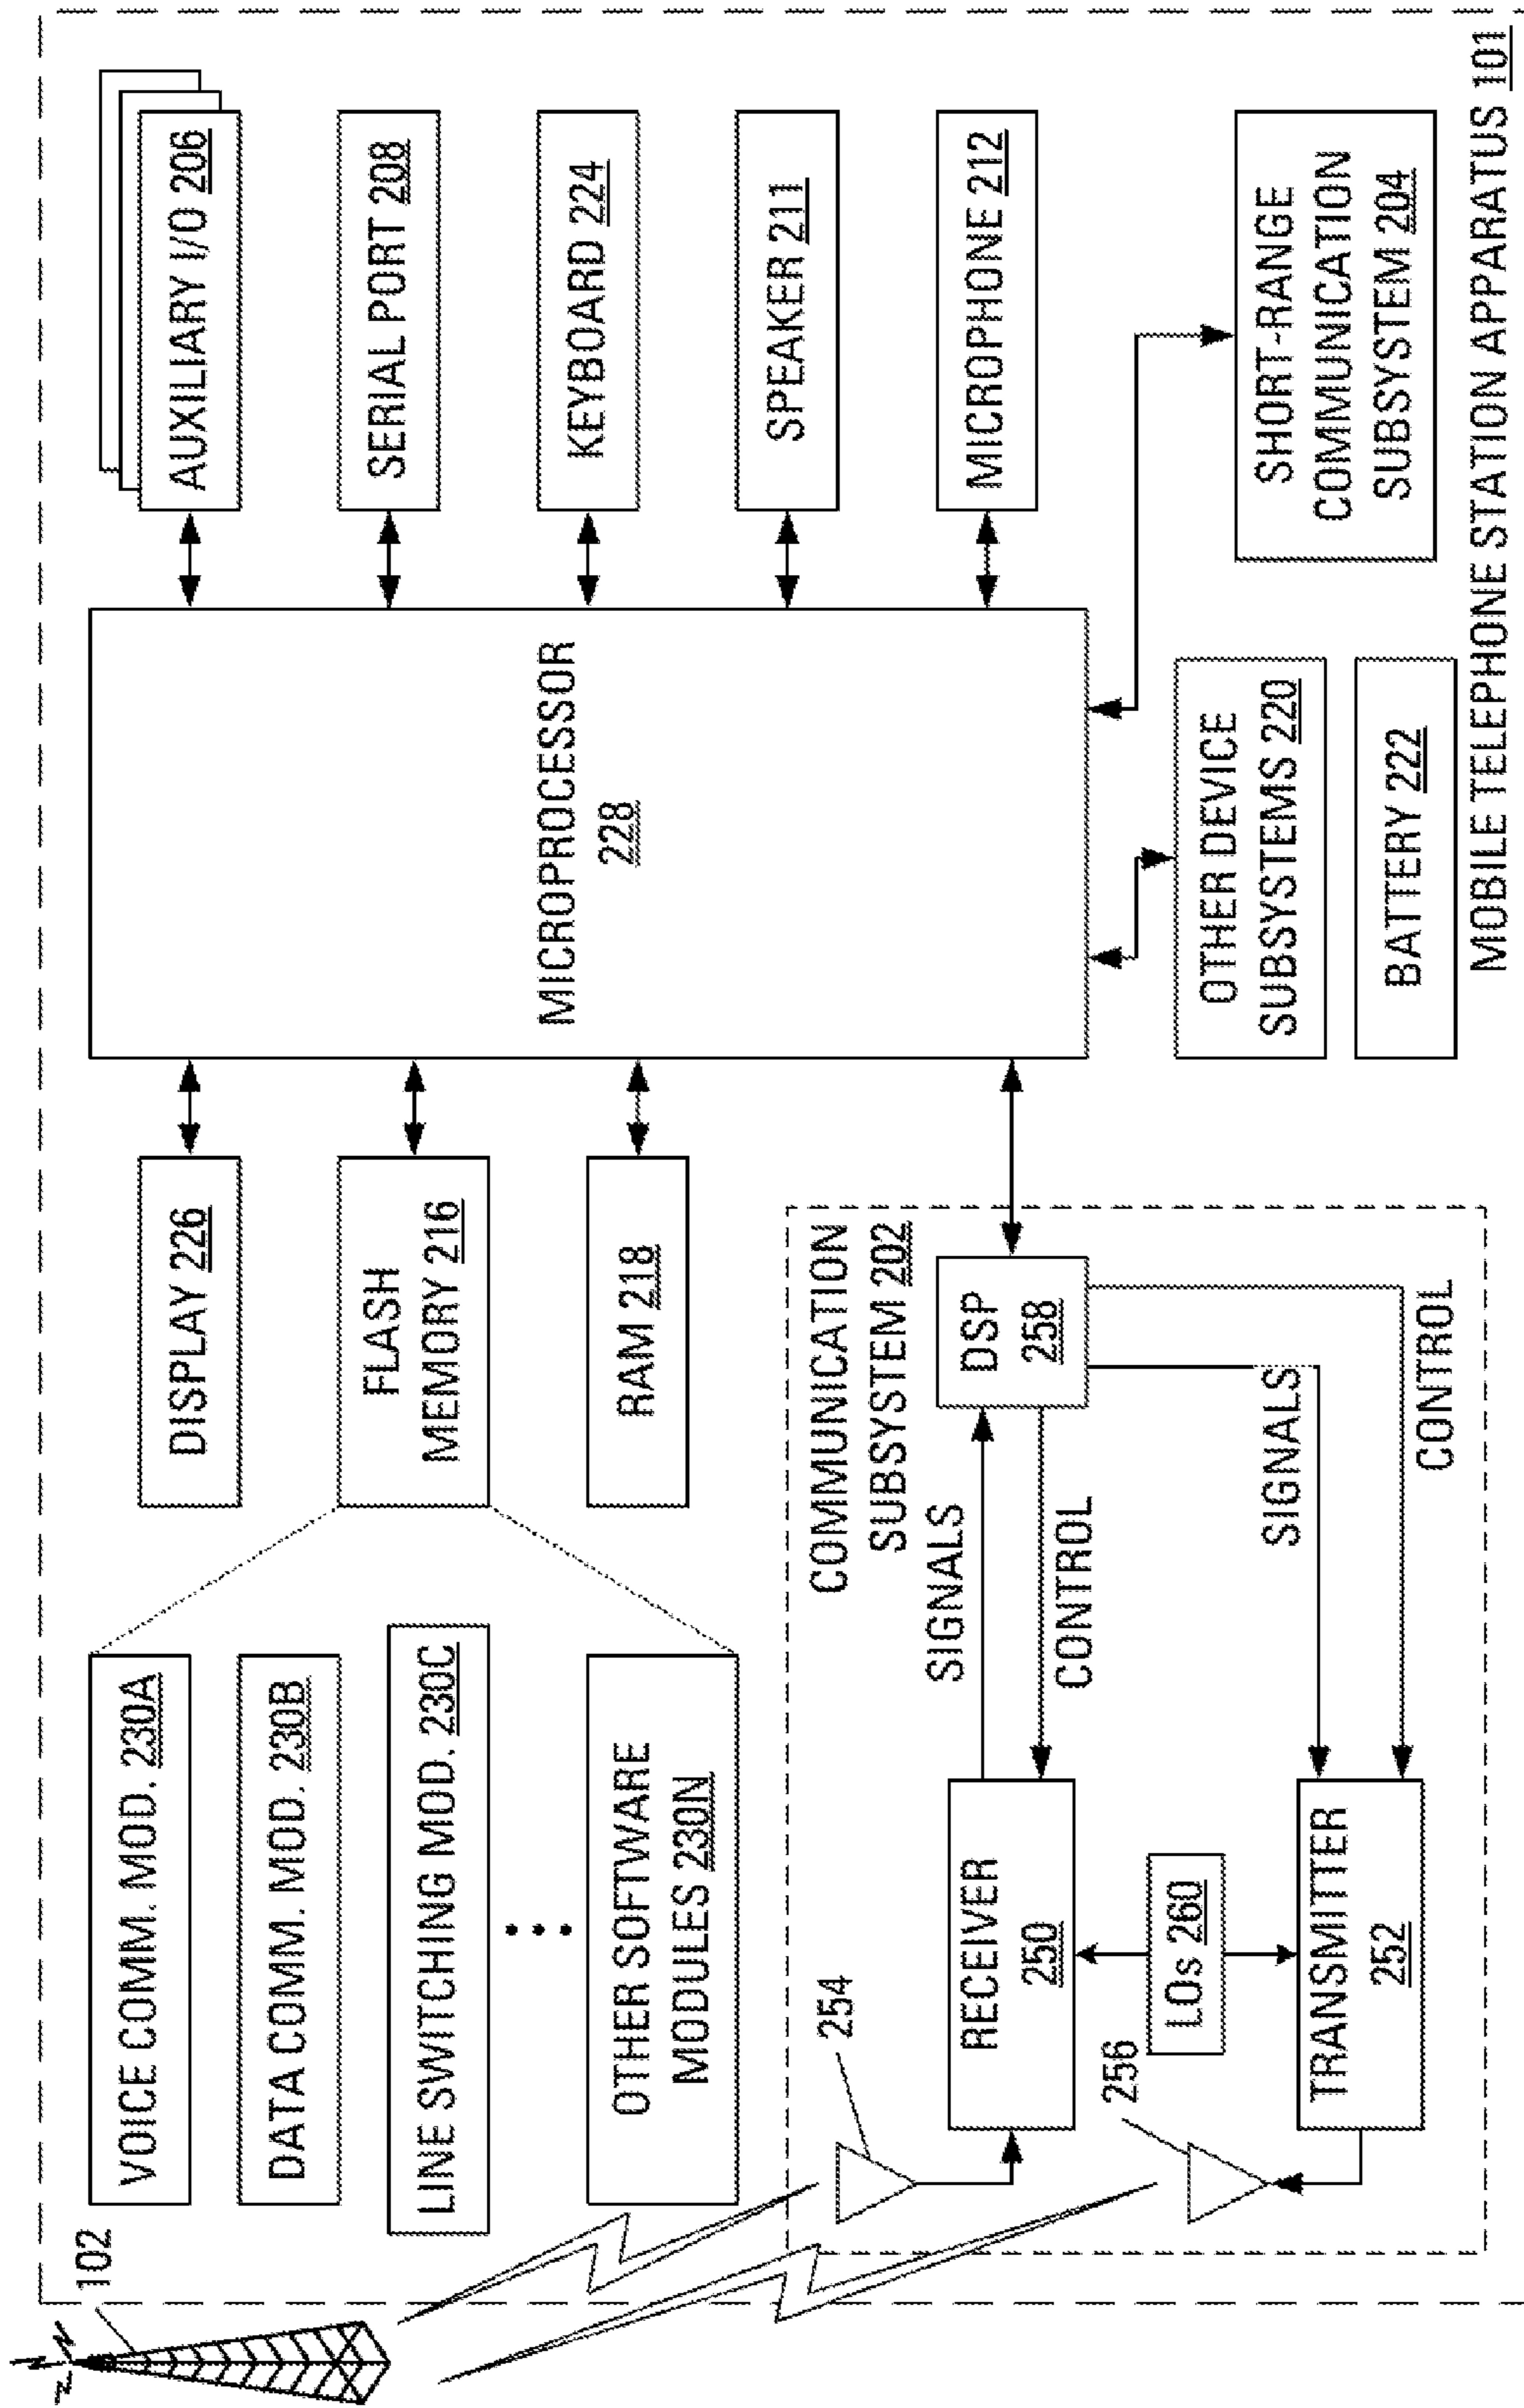 102
VOICE COMM. MOD. 230A
DATA COMM. MOD. 230B
LINE SWITCHING MOD. 230C
OTHER SOFTWARE
MODULES 230N
DISPLAY 226
FLASH
MEMORY 216
RAM 218
MICROPROCESSOR
228
AUXILIARY I/O 206
SERIAL PORT 208
KEYBOARD 224
SPEAKER 211
MICROPHONE 212
COMMUNICATION
SUBSYSTEM 202
254
RECEIVER
250
SIGNALS
CONTROL
DSP
258
256
LOs 260
TRANSMITTER
252
SIGNALS
CONTROL
OTHER DEVICE
SUBSYSTEMS 220
BATTERY 222
SHORT-RANGE
COMMUNICATION
SUBSYSTEM 204
MOBILE TELEPHONE STATION APPARATUS 101